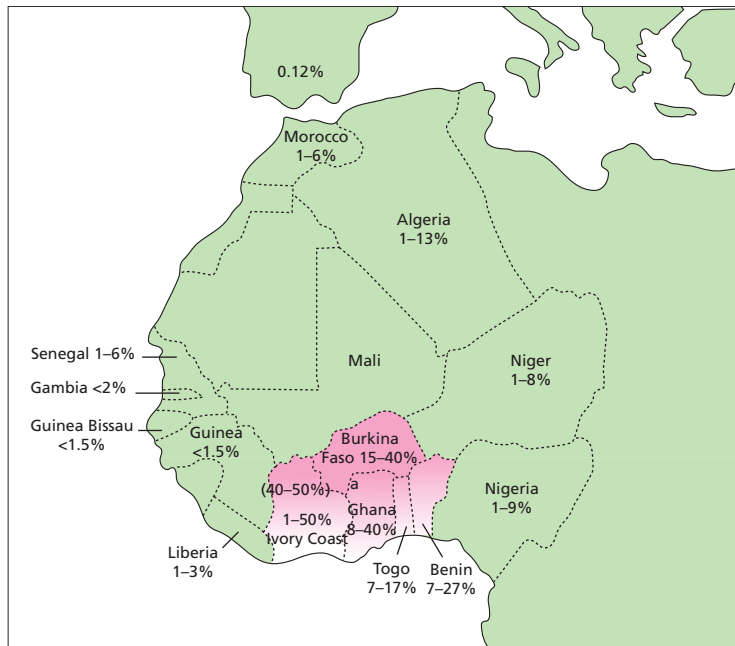 0.12%
Morocco
1–6%
Algeria
1–13%
Senegal 1–6%
Mali
Niger
1–8%
Gambia <2%
Guinea Bissau
<1.5%
Guinea
<1.5%
Burkina
Faso 15–40%
(40–50%)
a
Nigeria
1–9%
Ghana
8–40%
1–50%
Ivory Coast
Liberia
1–3%
Togo
7–17%
Benin
7–27%